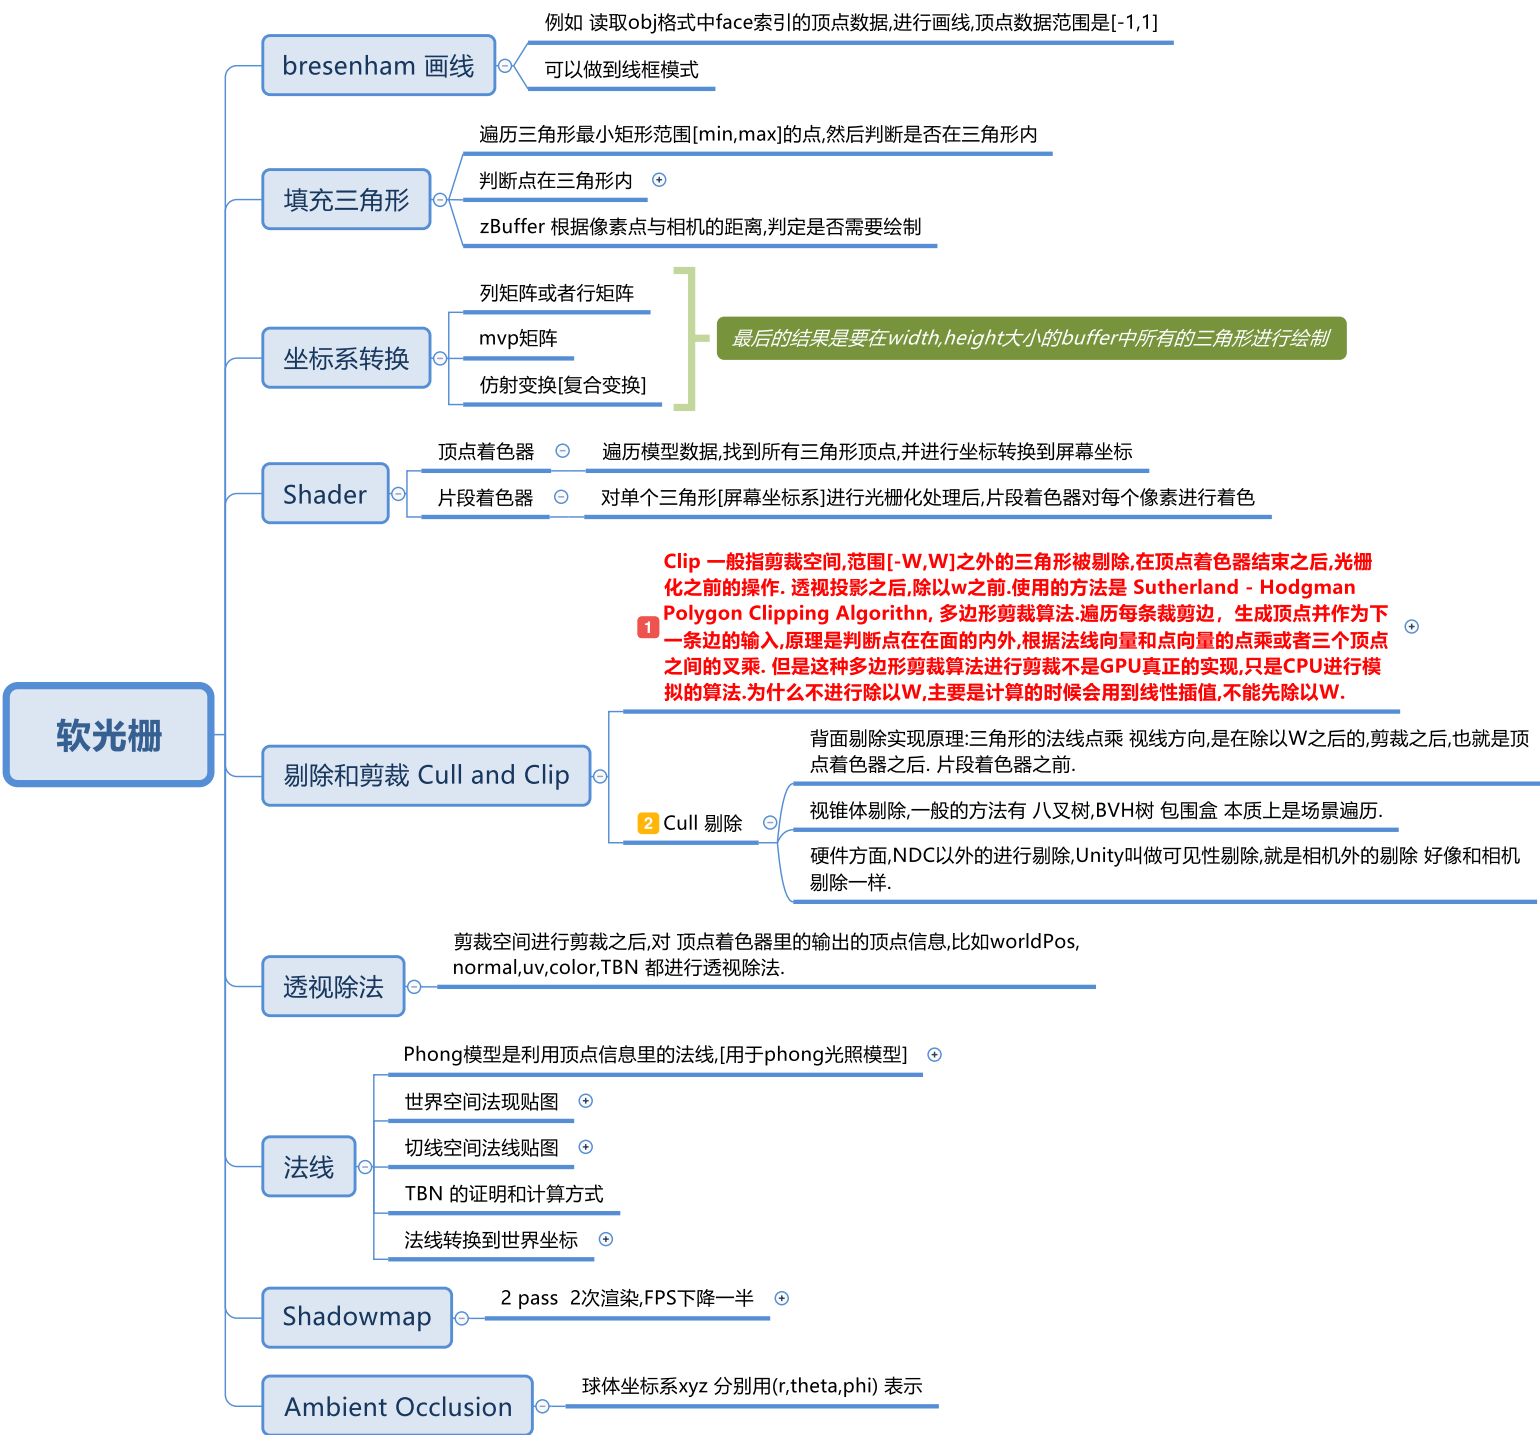 软光栅
bresenham 画线
例如 读取obj格式中face索引的顶点数据,进行画线,顶点数据范围是[-1,1]
可以做到线框模式
填充三角形
遍历三角形最小矩形范围[min,max]的点,然后判断是否在三角形内
判断点在三角形内
zBuffer 根据像素点与相机的距离,判定是否需要绘制
坐标系转换
列矩阵或者行矩阵
mvp矩阵
仿射变换[复合变换]
最后的结果是要在width,height大小的buffer中所有的三角形进行绘制
Shader
顶点着色器
遍历模型数据,找到所有三角形顶点,并进行坐标转换到屏幕坐标
片段着色器
对单个三角形[屏幕坐标系]进行光栅化处理后,片段着色器对每个像素进行着色
剔除和剪裁 Cull and Clip
1
Clip 一般指剪裁空间,范围[-W,W]之外的三角形被剔除,在顶点着色器结束之后,光栅
化之前的操作. 透视投影之后,除以w之前.使用的方法是 Sutherland - Hodgman
Polygon Clipping Algorithn, 多边形剪裁算法.遍历每条裁剪边，生成顶点并作为下
一条边的输入,原理是判断点在在面的内外,根据法线向量和点向量的点乘或者三个顶点
之间的叉乘. 但是这种多边形剪裁算法进行剪裁不是GPU真正的实现,只是CPU进行模
拟的算法.为什么不进行除以W,主要是计算的时候会用到线性插值,不能先除以W.
2
Cull 剔除
背面剔除实现原理:三角形的法线点乘 视线方向,是在除以W之后的,剪裁之后,也就是顶
点着色器之后. 片段着色器之前.
视锥体剔除,一般的方法有 八叉树,BVH树 包围盒 本质上是场景遍历.
硬件方面,NDC以外的进行剔除,Unity叫做可见性剔除,就是相机外的剔除 好像和相机
剔除一样.
透视除法
剪裁空间进行剪裁之后,对 顶点着色器里的输出的顶点信息,比如worldPos,
normal,uv,color,TBN 都进行透视除法.
法线
Phong模型是利用顶点信息里的法线,[用于phong光照模型]
世界空间法现贴图
切线空间法线贴图
TBN 的证明和计算方式
法线转换到世界坐标
Shadowmap
2 pass  2次渲染,FPS下降一半
Ambient Occlusion
球体坐标系xyz 分别用(r,theta,phi) 表示